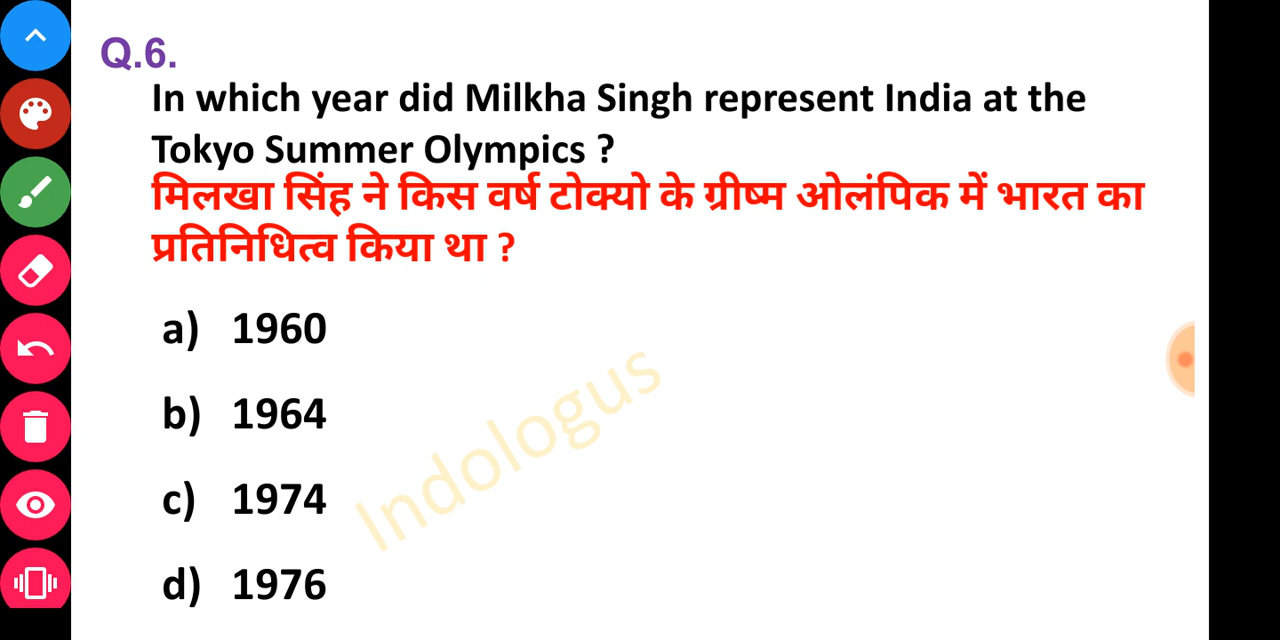 Q.6.
In which year did Milkha Singh represent India at the
Tokyo Summer Olympics ?
मिलखा सिंह ने किस वर्ष टोक्यो के ग्रीष्म ओलंपिक में भारत का
प्रतिनिधित्व किया था ?
a) 1960
b) 1964
c) 1974
d) 1976
Indologus